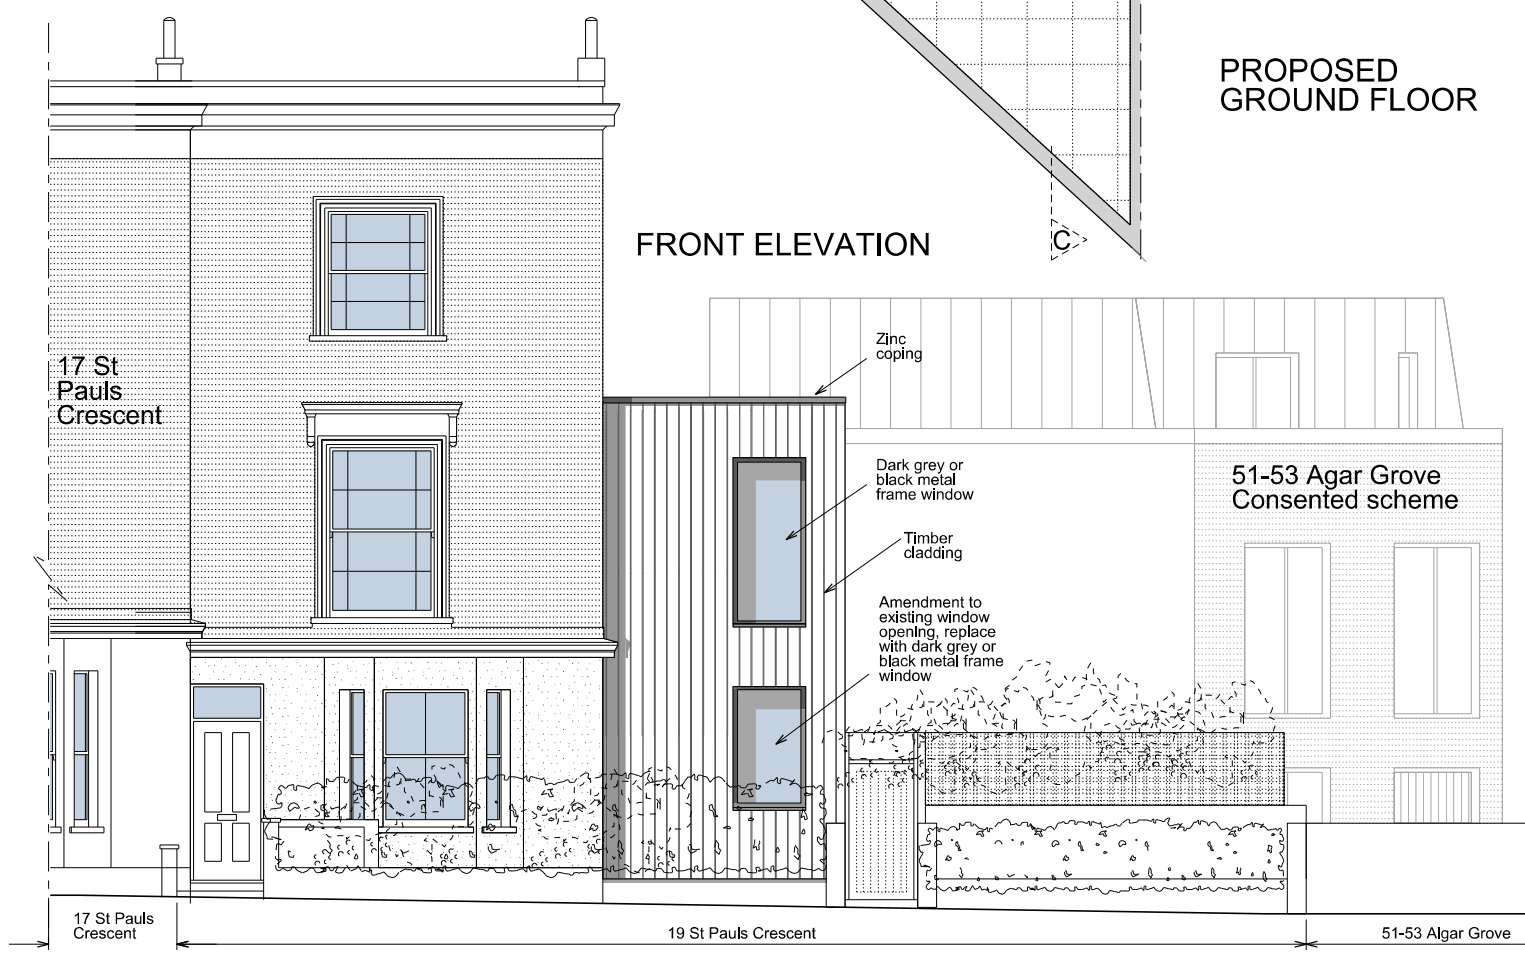 PROPOSED
GROUND FLOOR
C
FRONT ELEVATION
17 St
Pauls
Crescent
Zinc
coping
Dark grey or
black metal
frame window
Timber
cladding
Amendment to
existing window
opening, replace
with dark grey or
black metal frame
window
51-53 Agar Grove
Consented scheme
17 St Pauls
Crescent
19 St Pauls Crescent
51-53 Algar Grove